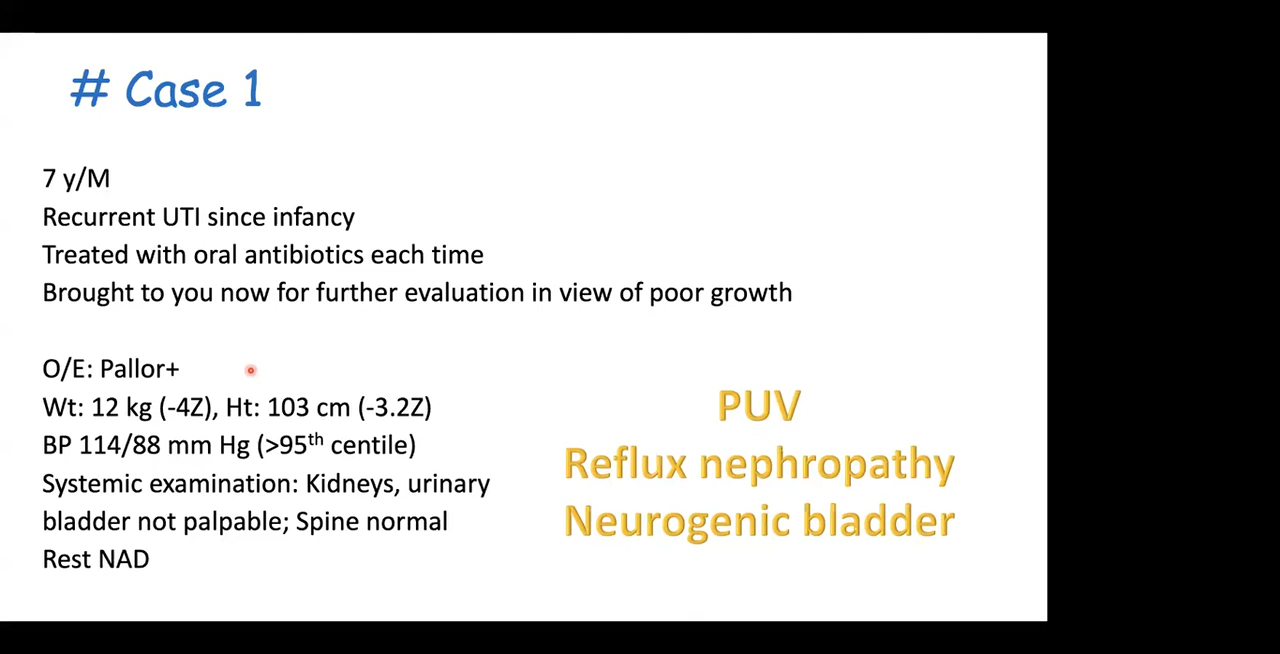 # Case 1
7 y/M
Recurrent UTI since infancy
Treated with oral antibiotics each time
Brought to you now for further evaluation in view of poor growth
O/E: Pallor+
Wt: 12 kg (-4Z), Ht: 103 cm (-3.2Z)
BP 114/88 mm Hg (>95th centile)
Systemic examination: Kidneys, urinary
bladder not palpable; Spine normal
Rest NAD
PUV
Reflux nephropathy
Neurogenic bladder